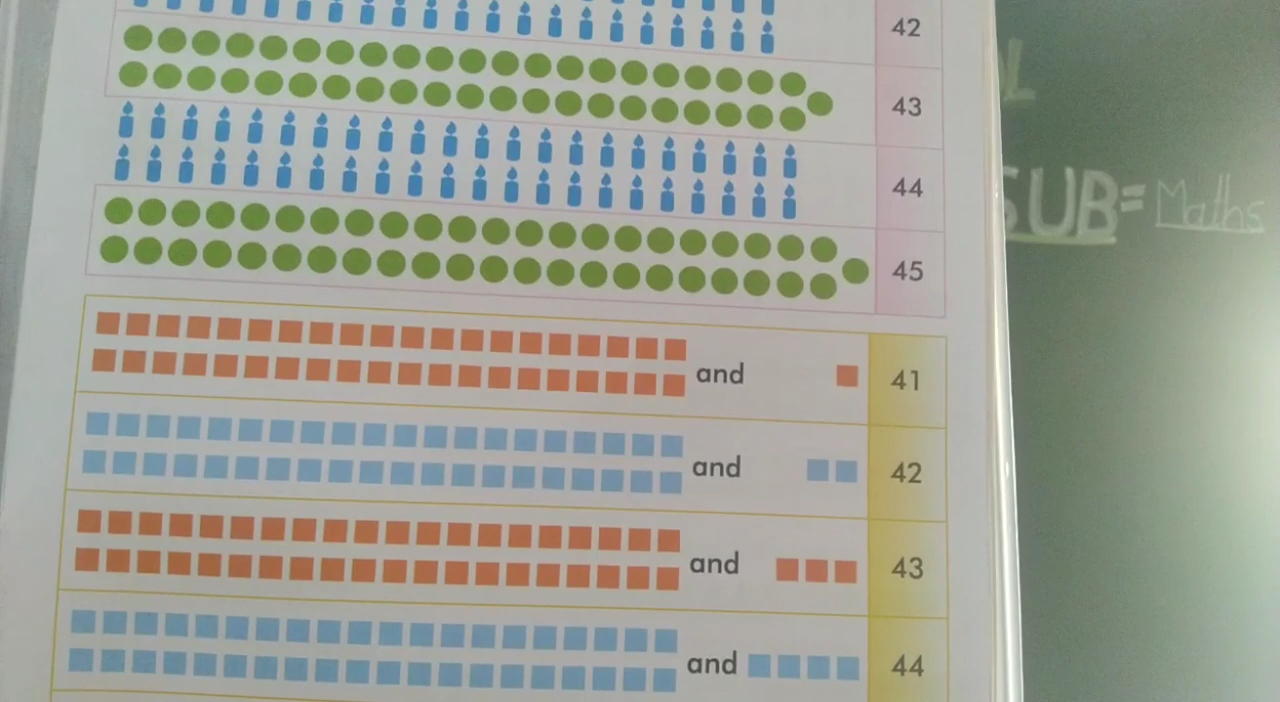 42
43
44
45
and 41
and 42
and 43
and 44
SUB= Maths